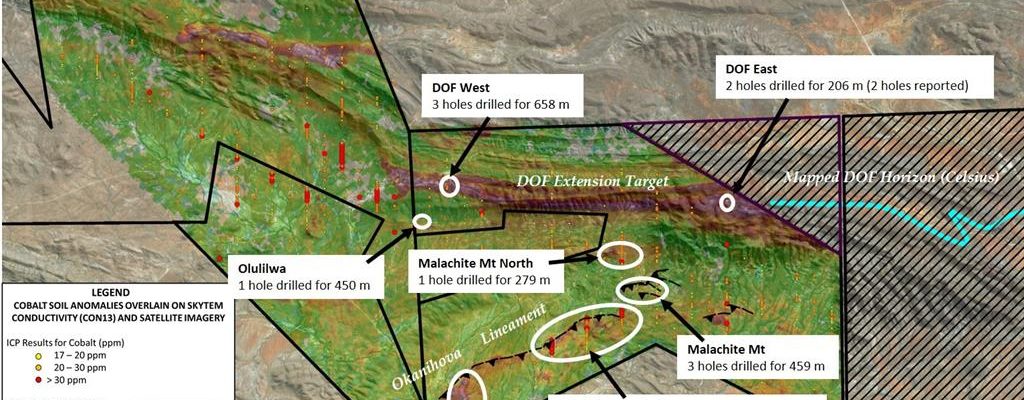 DOF West
3 holes drilled for 658 m
DOF East
2 holes drilled for 206 m (2 holes reported)
DOF Extension Target
Mapped DOF Horizon (Celsius)
Olulilwa
1 hole drilled for 450 m
Malachite Mt North
1 hole drilled for 279 m
Okanihova Lineament
Malachite Mt
3 holes drilled for 459 m
LEGEND
COBALT SOIL ANOMALIES OVERLAIN ON SKYTEM
CONDUCTIVITY (CON13) AND SATELLITE IMAGERY
ICP Results for Cobalt (ppm)
17 – 20 ppm
20 – 30 ppm
> 30 ppm